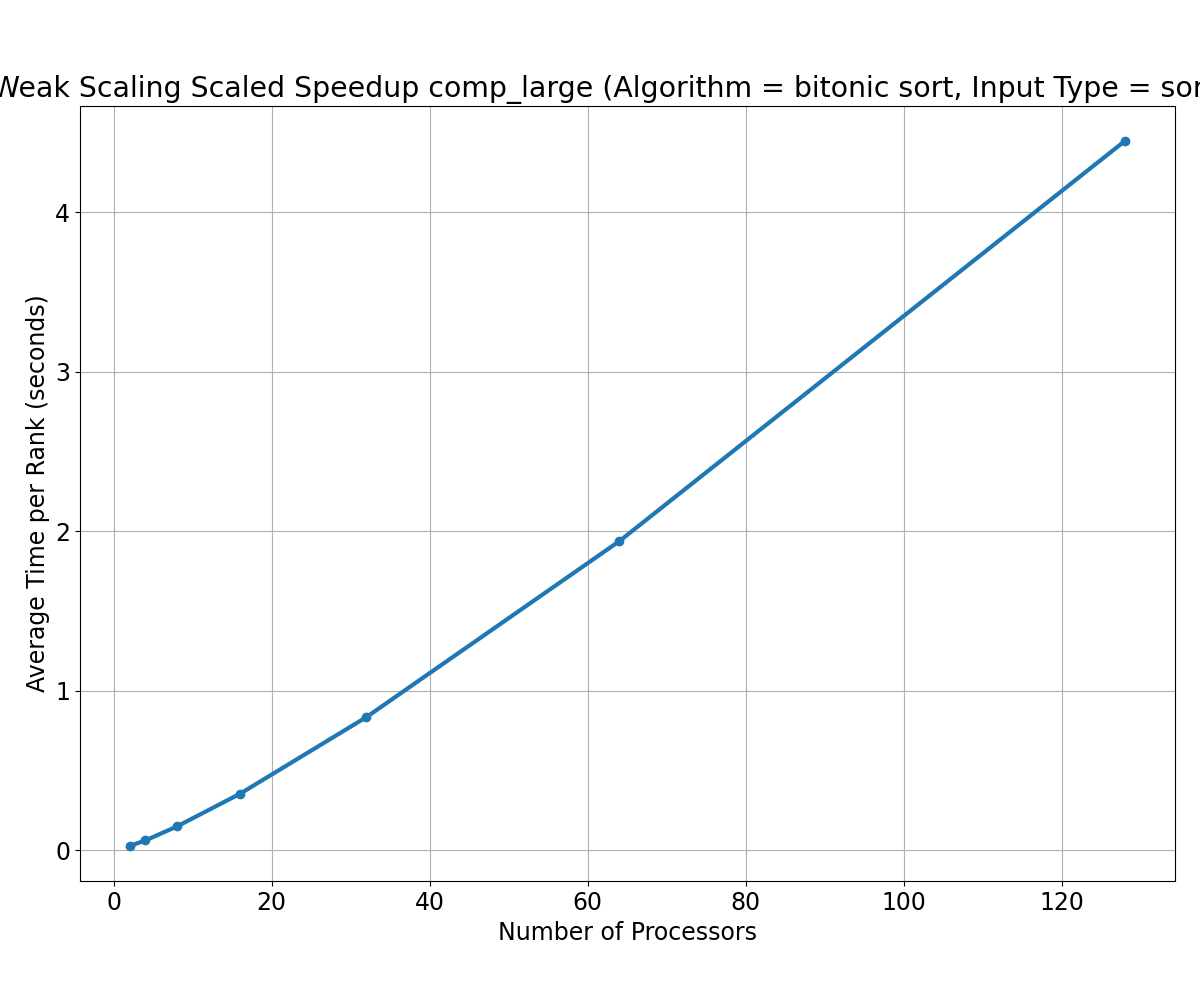 Weak Scaling Scaled Speedup comp_large (Algorithm = bitonic sort, Input Type = sor
Average Time per Rank (seconds)
4
3
2
1
0
0 20 40 60 80 100 120
Number of Processors